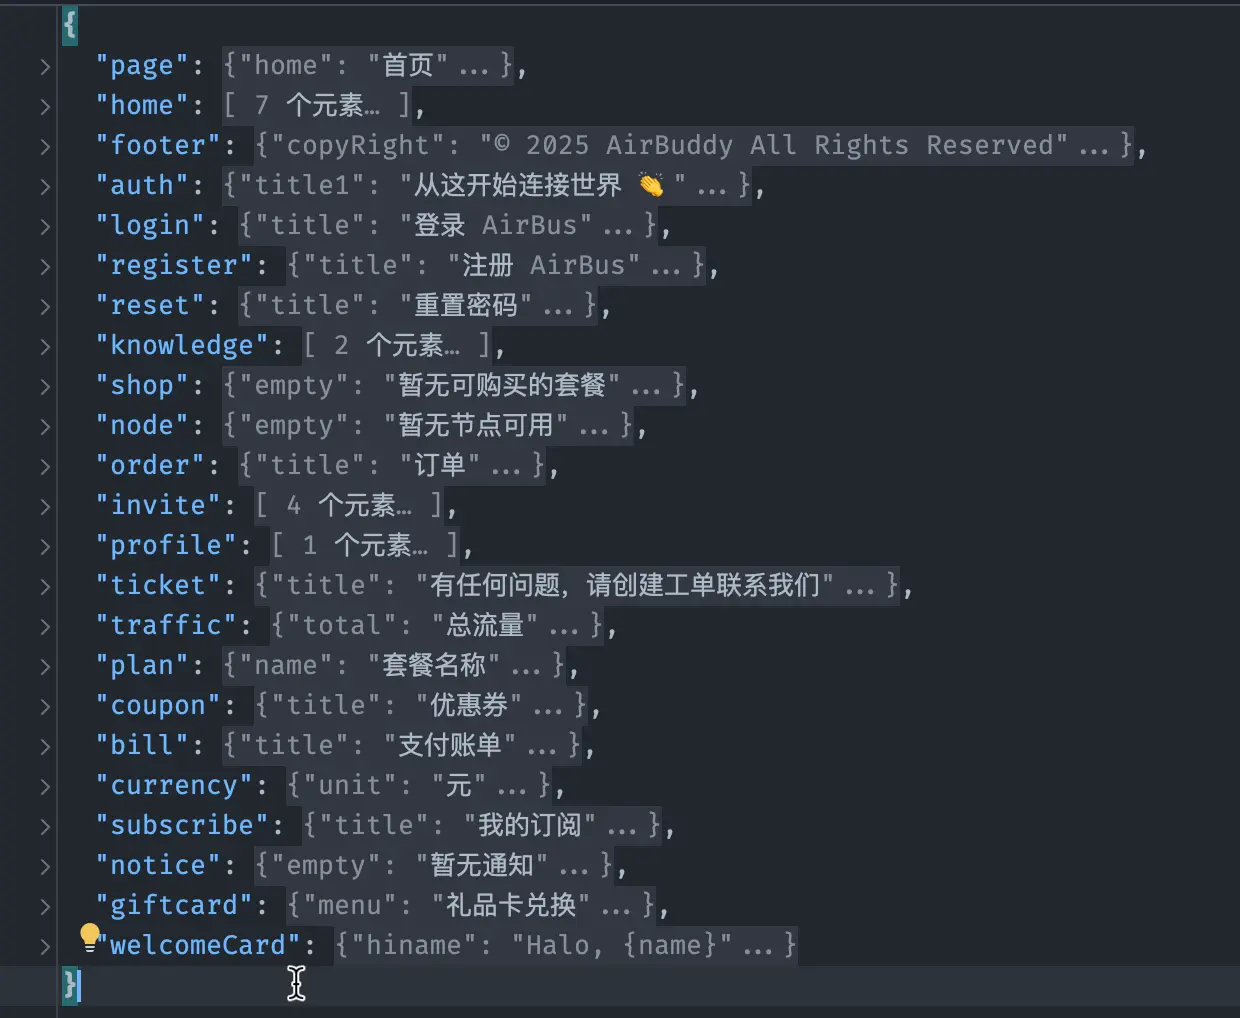 {
"page": {"home": "首页" ...},
"home": [ 7 个元素… ],
"footer": {"copyRight": "© 2025 AirBuddy All Rights Reserved" ...},
"auth": {"title1": "从这开始连接世界 👏 " ...},
"login": {"title": "登录 AirBus" ...},
"register": {"title": "注册 AirBus" ...},
"reset": {"title": "重置密码" ...},
"knowledge": [ 2 个元素… ],
"shop": {"empty": "暂无可购买的套餐" ...},
"node": {"empty": "暂无节点可用" ...},
"order": {"title": "订单" ...},
"invite": [ 4 个元素… ],
"profile": [ 1 个元素… ],
"ticket": {"title": "有任何问题，请创建工单联系我们" ...},
"traffic": {"total": "总流量" ...},
"plan": {"name": "套餐名称" ...},
"coupon": {"title": "优惠券" ...},
"bill": {"title": "支付账单" ...},
"currency": {"unit": "元" ...},
"subscribe": {"title": "我的订阅" ...},
"notice": {"empty": "暂无通知" ...},
"giftcard": {"menu": "礼品卡兑换" ...},
"welcomeCard": {"hiname": "Halo, {name}" ...}
}